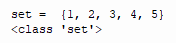 set =  {1, 2, 3, 4, 5}
<class 'set'>